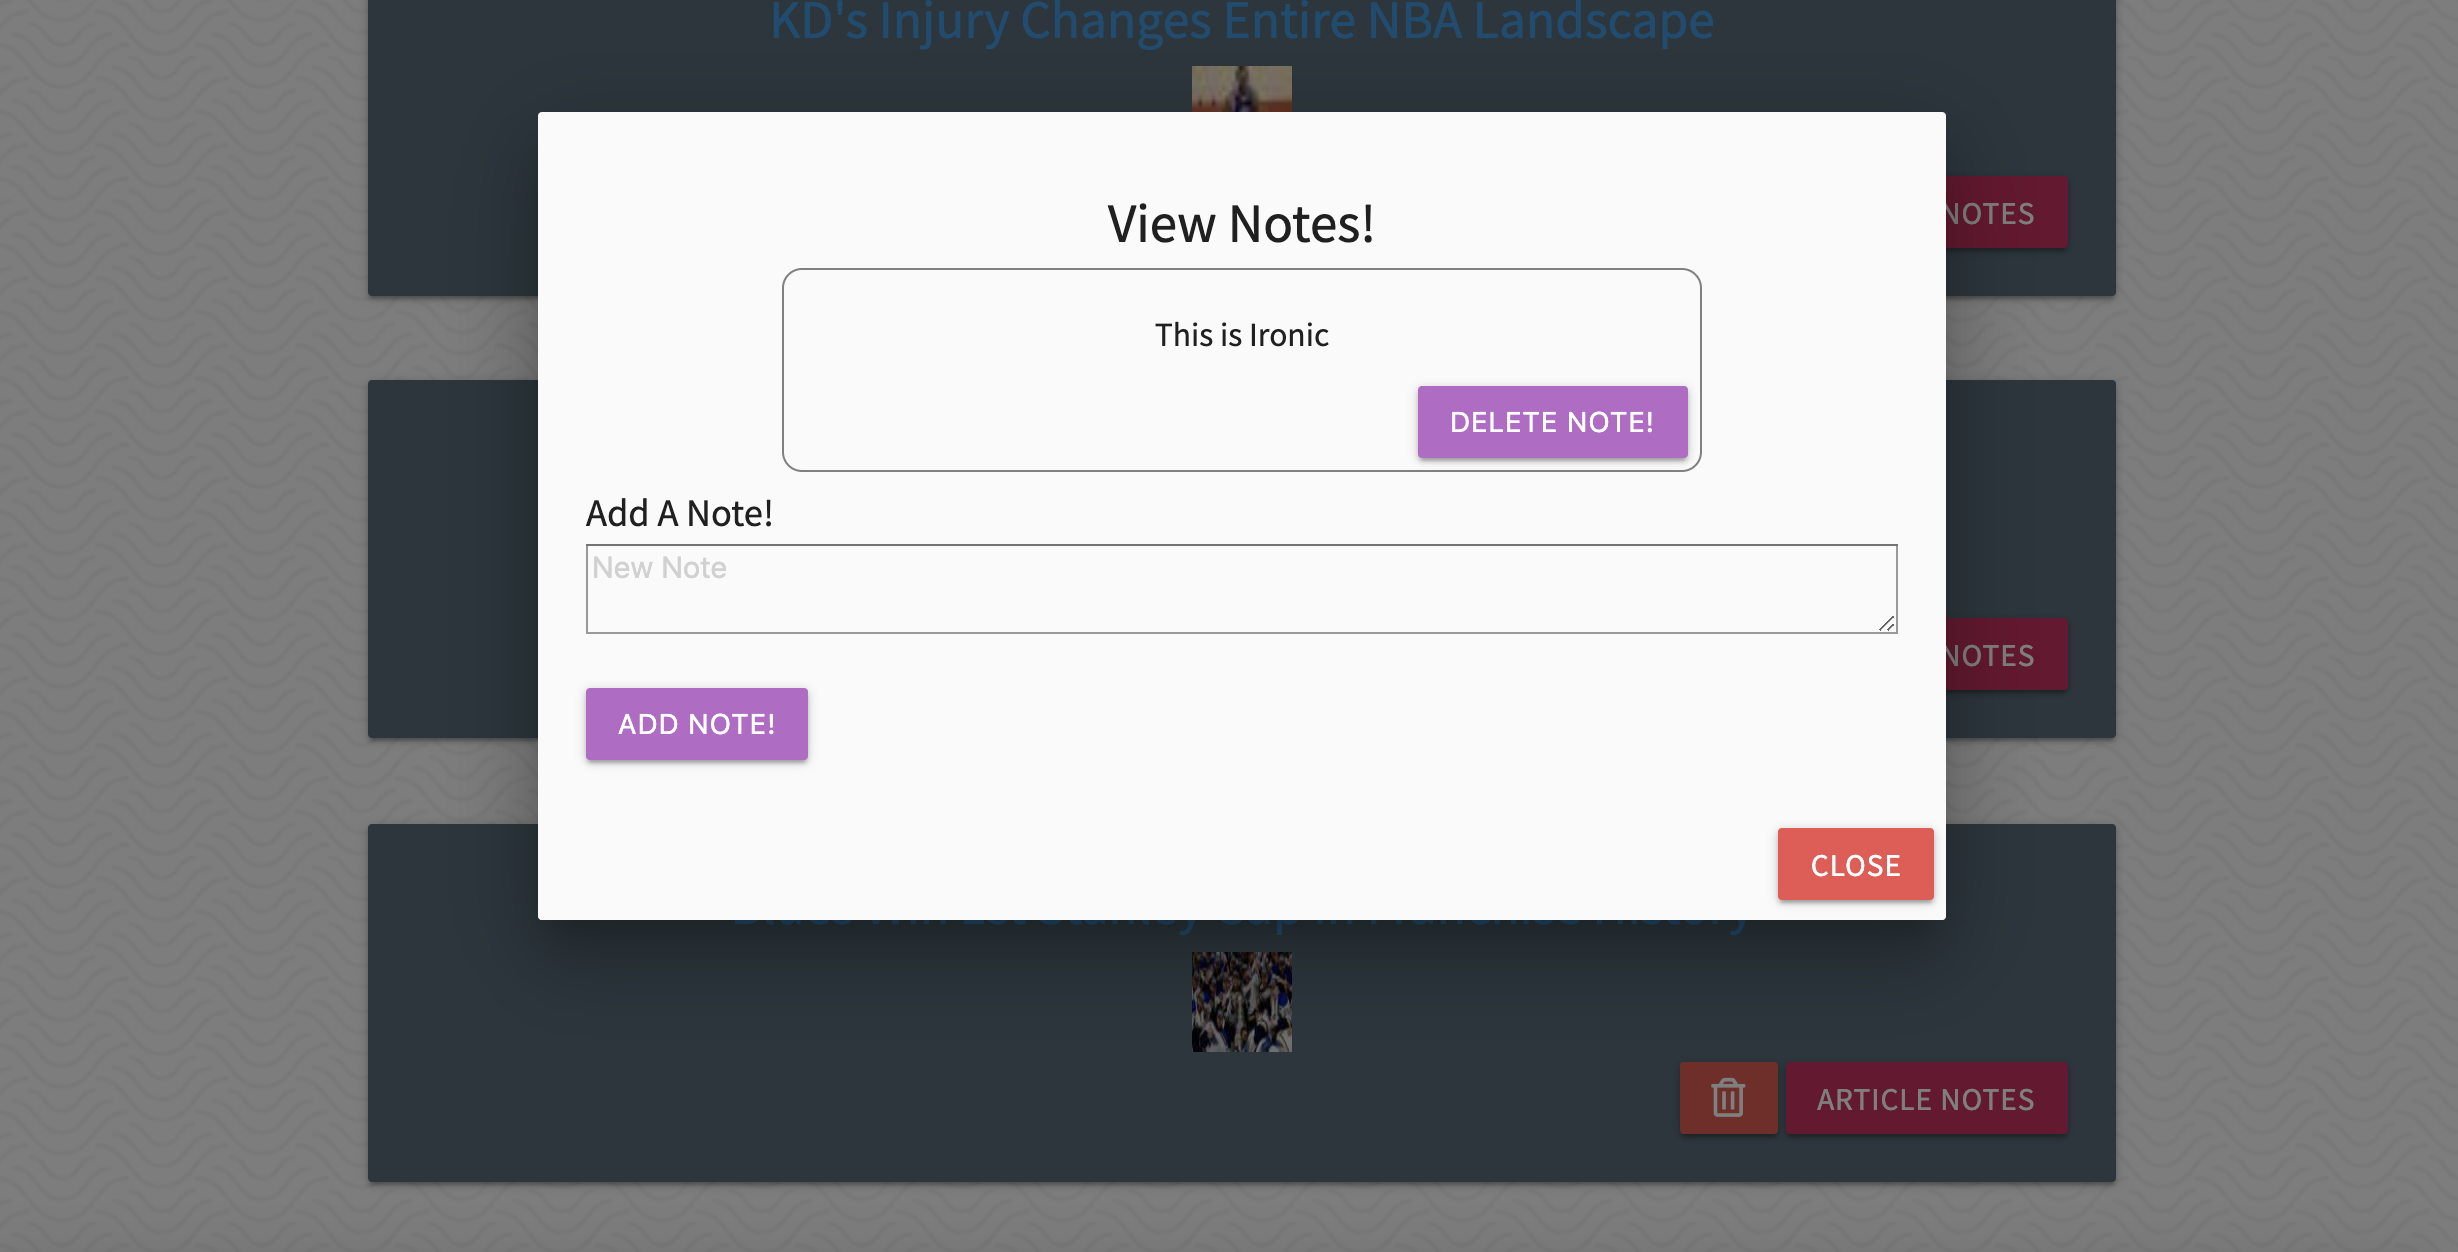 KD's Injury Changes Entire NBA Landscape
NOTES
View Notes!
This is Ironic
DELETE NOTE!
Add A Note!
New Note
NOTES
ADD NOTE!
CLOSE
ARTICLE NOTES